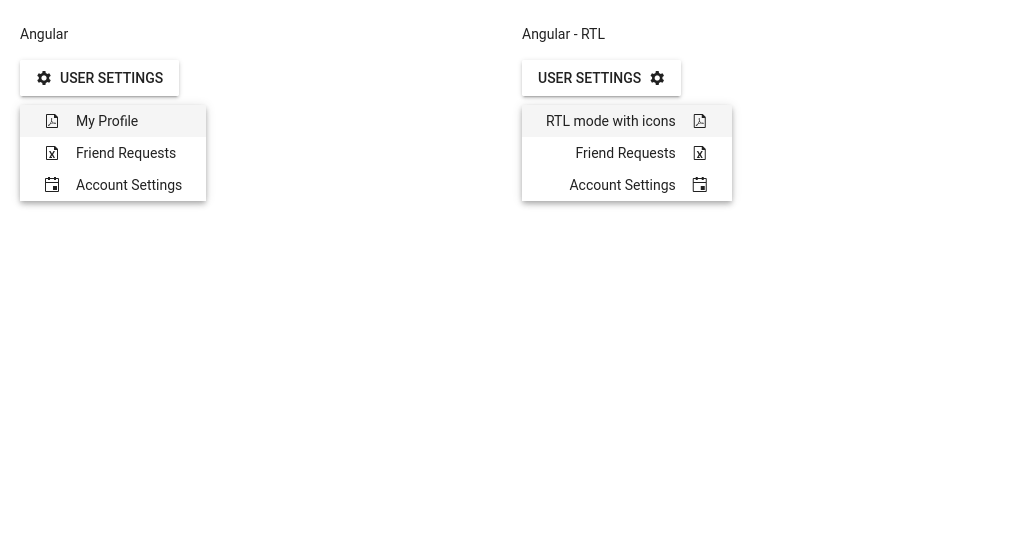 Angular
USER SETTINGS
My Profile
Friend Requests
Account Settings
Angular - RTL
USER SETTINGS
RTL mode with icons
Friend Requests
Account Settings